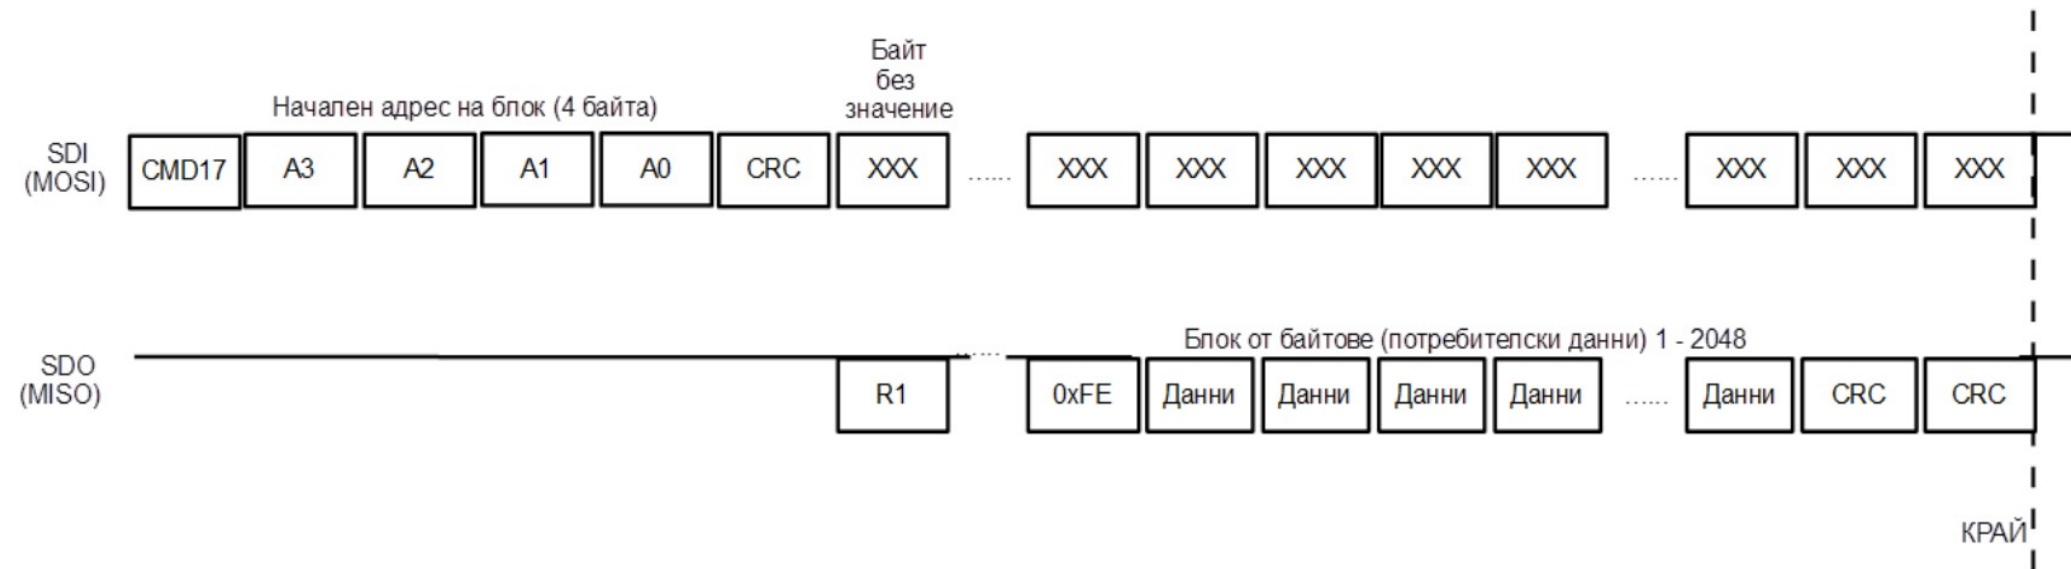 Байт
без
значение
Начален адрес на блок (4 байта)
SDI
(MOSI)
CMD17 A3 A2 A1 A0 CRC XXX ...... XXX XXX XXX XXX XXX ...... XXX XXX XXX
Блок от байтове (потребителски данни) 1 - 2048
SDO
(MISO)
R1 ...... 0xFE Данни Данни Данни Данни ...... Данни CRC CRC
КРАЙ